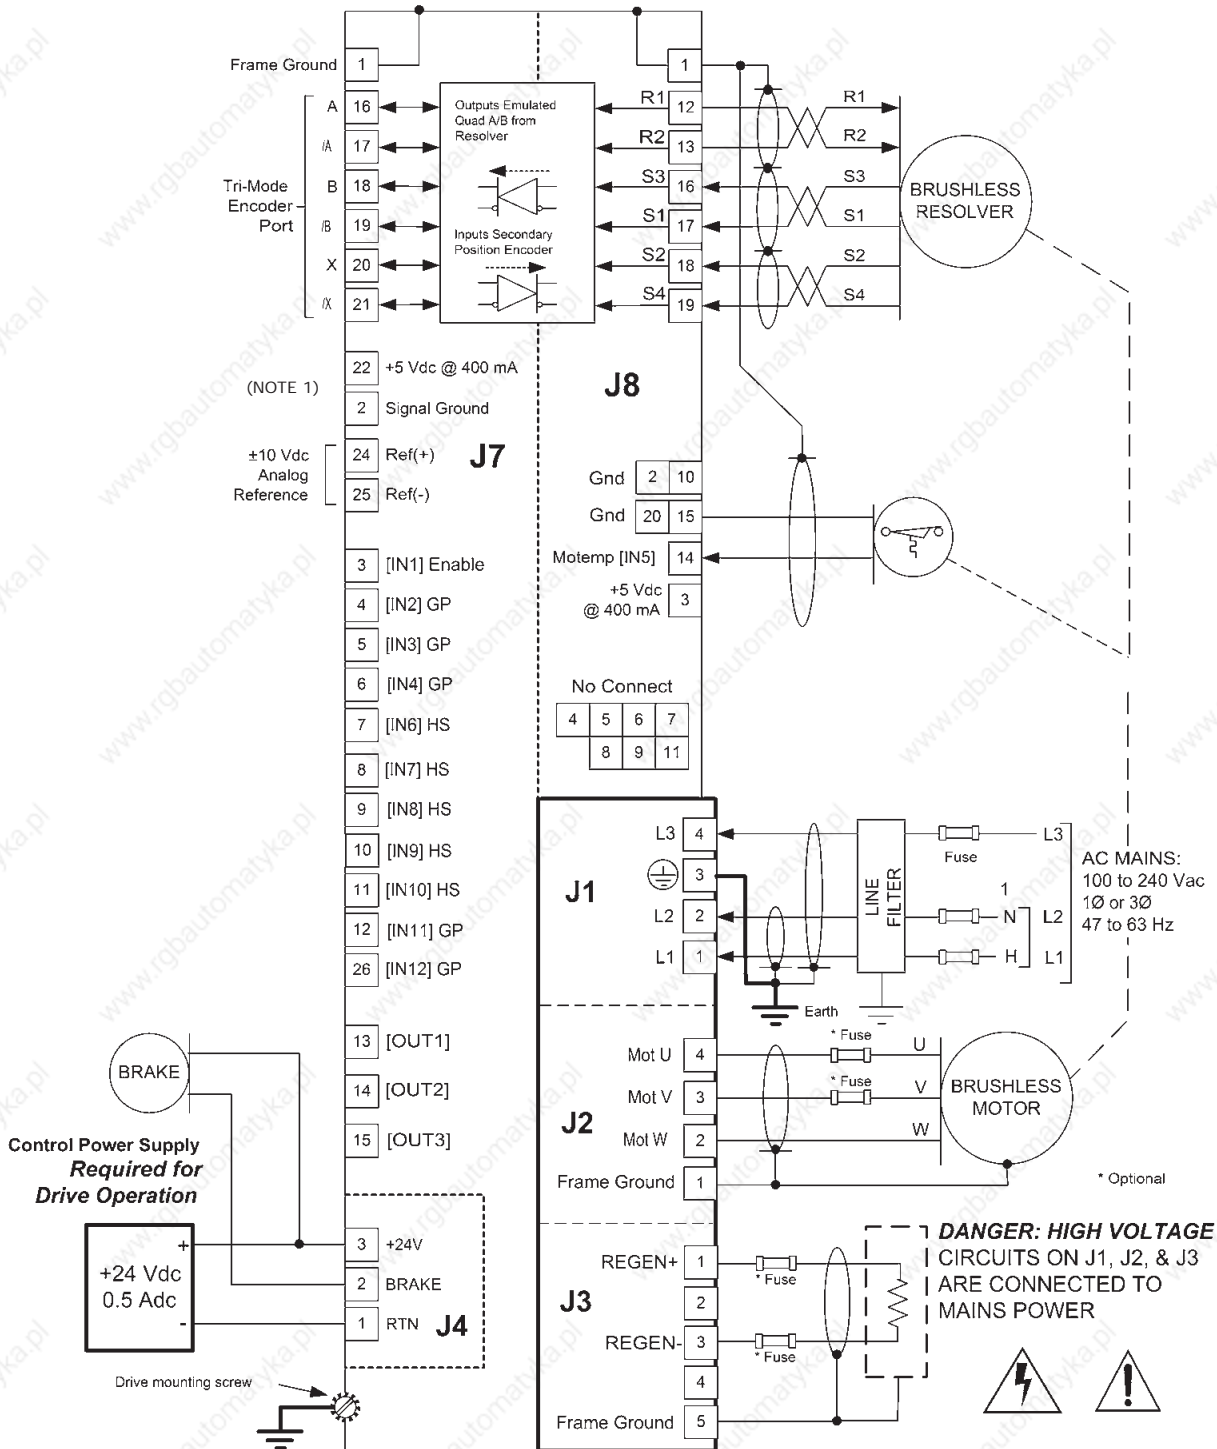 Frame Ground 1
1
A 16
/A 17
B 18
/B 19
X 20
/X 21
Tri-Mode
Encoder
Port
Outputs Emulated
Quad A/B from
Resolver
Inputs Secondary
Position Encoder
R1 12 R1
R2 13 R2
S3 16 S3
S1 17 S1
S2 18 S2
S4 19 S4
BRUSHLESS
RESOLVER
22 +5 Vdc @ 400 mA
(NOTE 1)
2 Signal Ground
J8
J7
±10 Vdc
Analog
Reference
24 Ref(+)
25 Ref(-)
Gnd 2 10
Gnd 20 15
Motemp [IN5] 14
+5 Vdc
@ 400 mA 3
3 [IN1] Enable
4 [IN2] GP
5 [IN3] GP
6 [IN4] GP
7 [IN6] HS
8 [IN7] HS
9 [IN8] HS
10 [IN9] HS
11 [IN10] HS
12 [IN11] GP
26 [IN12] GP
13 [OUT1]
14 [OUT2]
15 [OUT3]
No Connect
4 5 6 7
8 9 11
J1
L3 4
3
L2 2
L1 1
LINE
FILTER
Fuse
L3
1
N L2
H L1
AC MAINS:
100 to 240 Vac
1Ø or 3Ø
47 to 63 Hz
Earth
J2
Mot U 4
Mot V 3
Mot W 2
Frame Ground 1
* Fuse
* Fuse
U
V
W
BRUSHLESS
MOTOR
* Optional
BRAKE
Control Power Supply
Required for
Drive Operation
+
+24 Vdc
0.5 Adc
-
3 +24V
2 BRAKE
1 RTN
J4
Drive mounting screw
J3
REGEN+ 1
2
REGEN- 3
4
Frame Ground 5
* Fuse
* Fuse
DANGER: HIGH VOLTAGE
CIRCUITS ON J1, J2, & J3
ARE CONNECTED TO
MAINS POWER
www.rgbautomatyka.pl